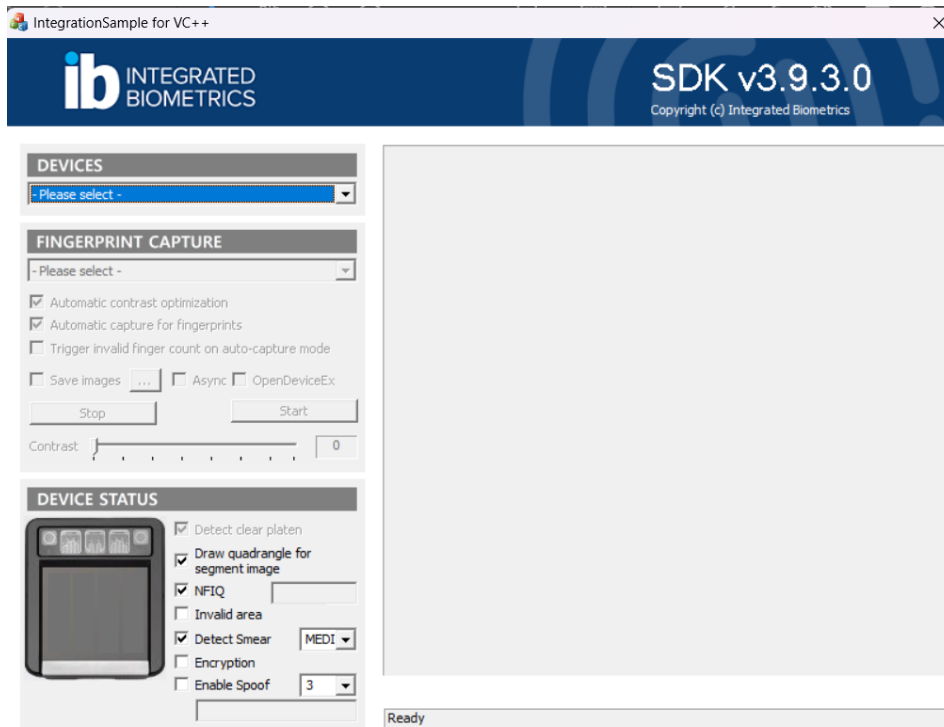 IntegrationSample for VC++
ib INTEGRATED
BIOMETRICS
SDK v3.9.3.0
Copyright (c) Integrated Biometrics
DEVICES
- Please select -
FINGERPRINT CAPTURE
- Please select -
Automatic contrast optimization
Automatic capture for fingerprints
Trigger invalid finger count on auto-capture mode
Save images ... Async OpenDeviceEx
Stop Start
Contrast 0
DEVICE STATUS
Detect clear platen
Draw quadrangle for
segment image
NFIQ
Invalid area
Detect Smear MEDI
Encryption
Enable Spoof 3
Ready